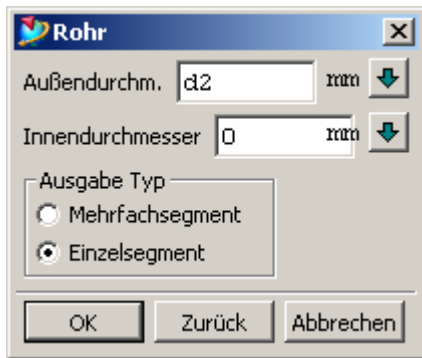 Rohr
Außendurchm. d2 mm
Innendurchmesser 0 mm
Ausgabe Typ
Mehrfachsegment
Einzelsegment
OK Zurück Abbrechen